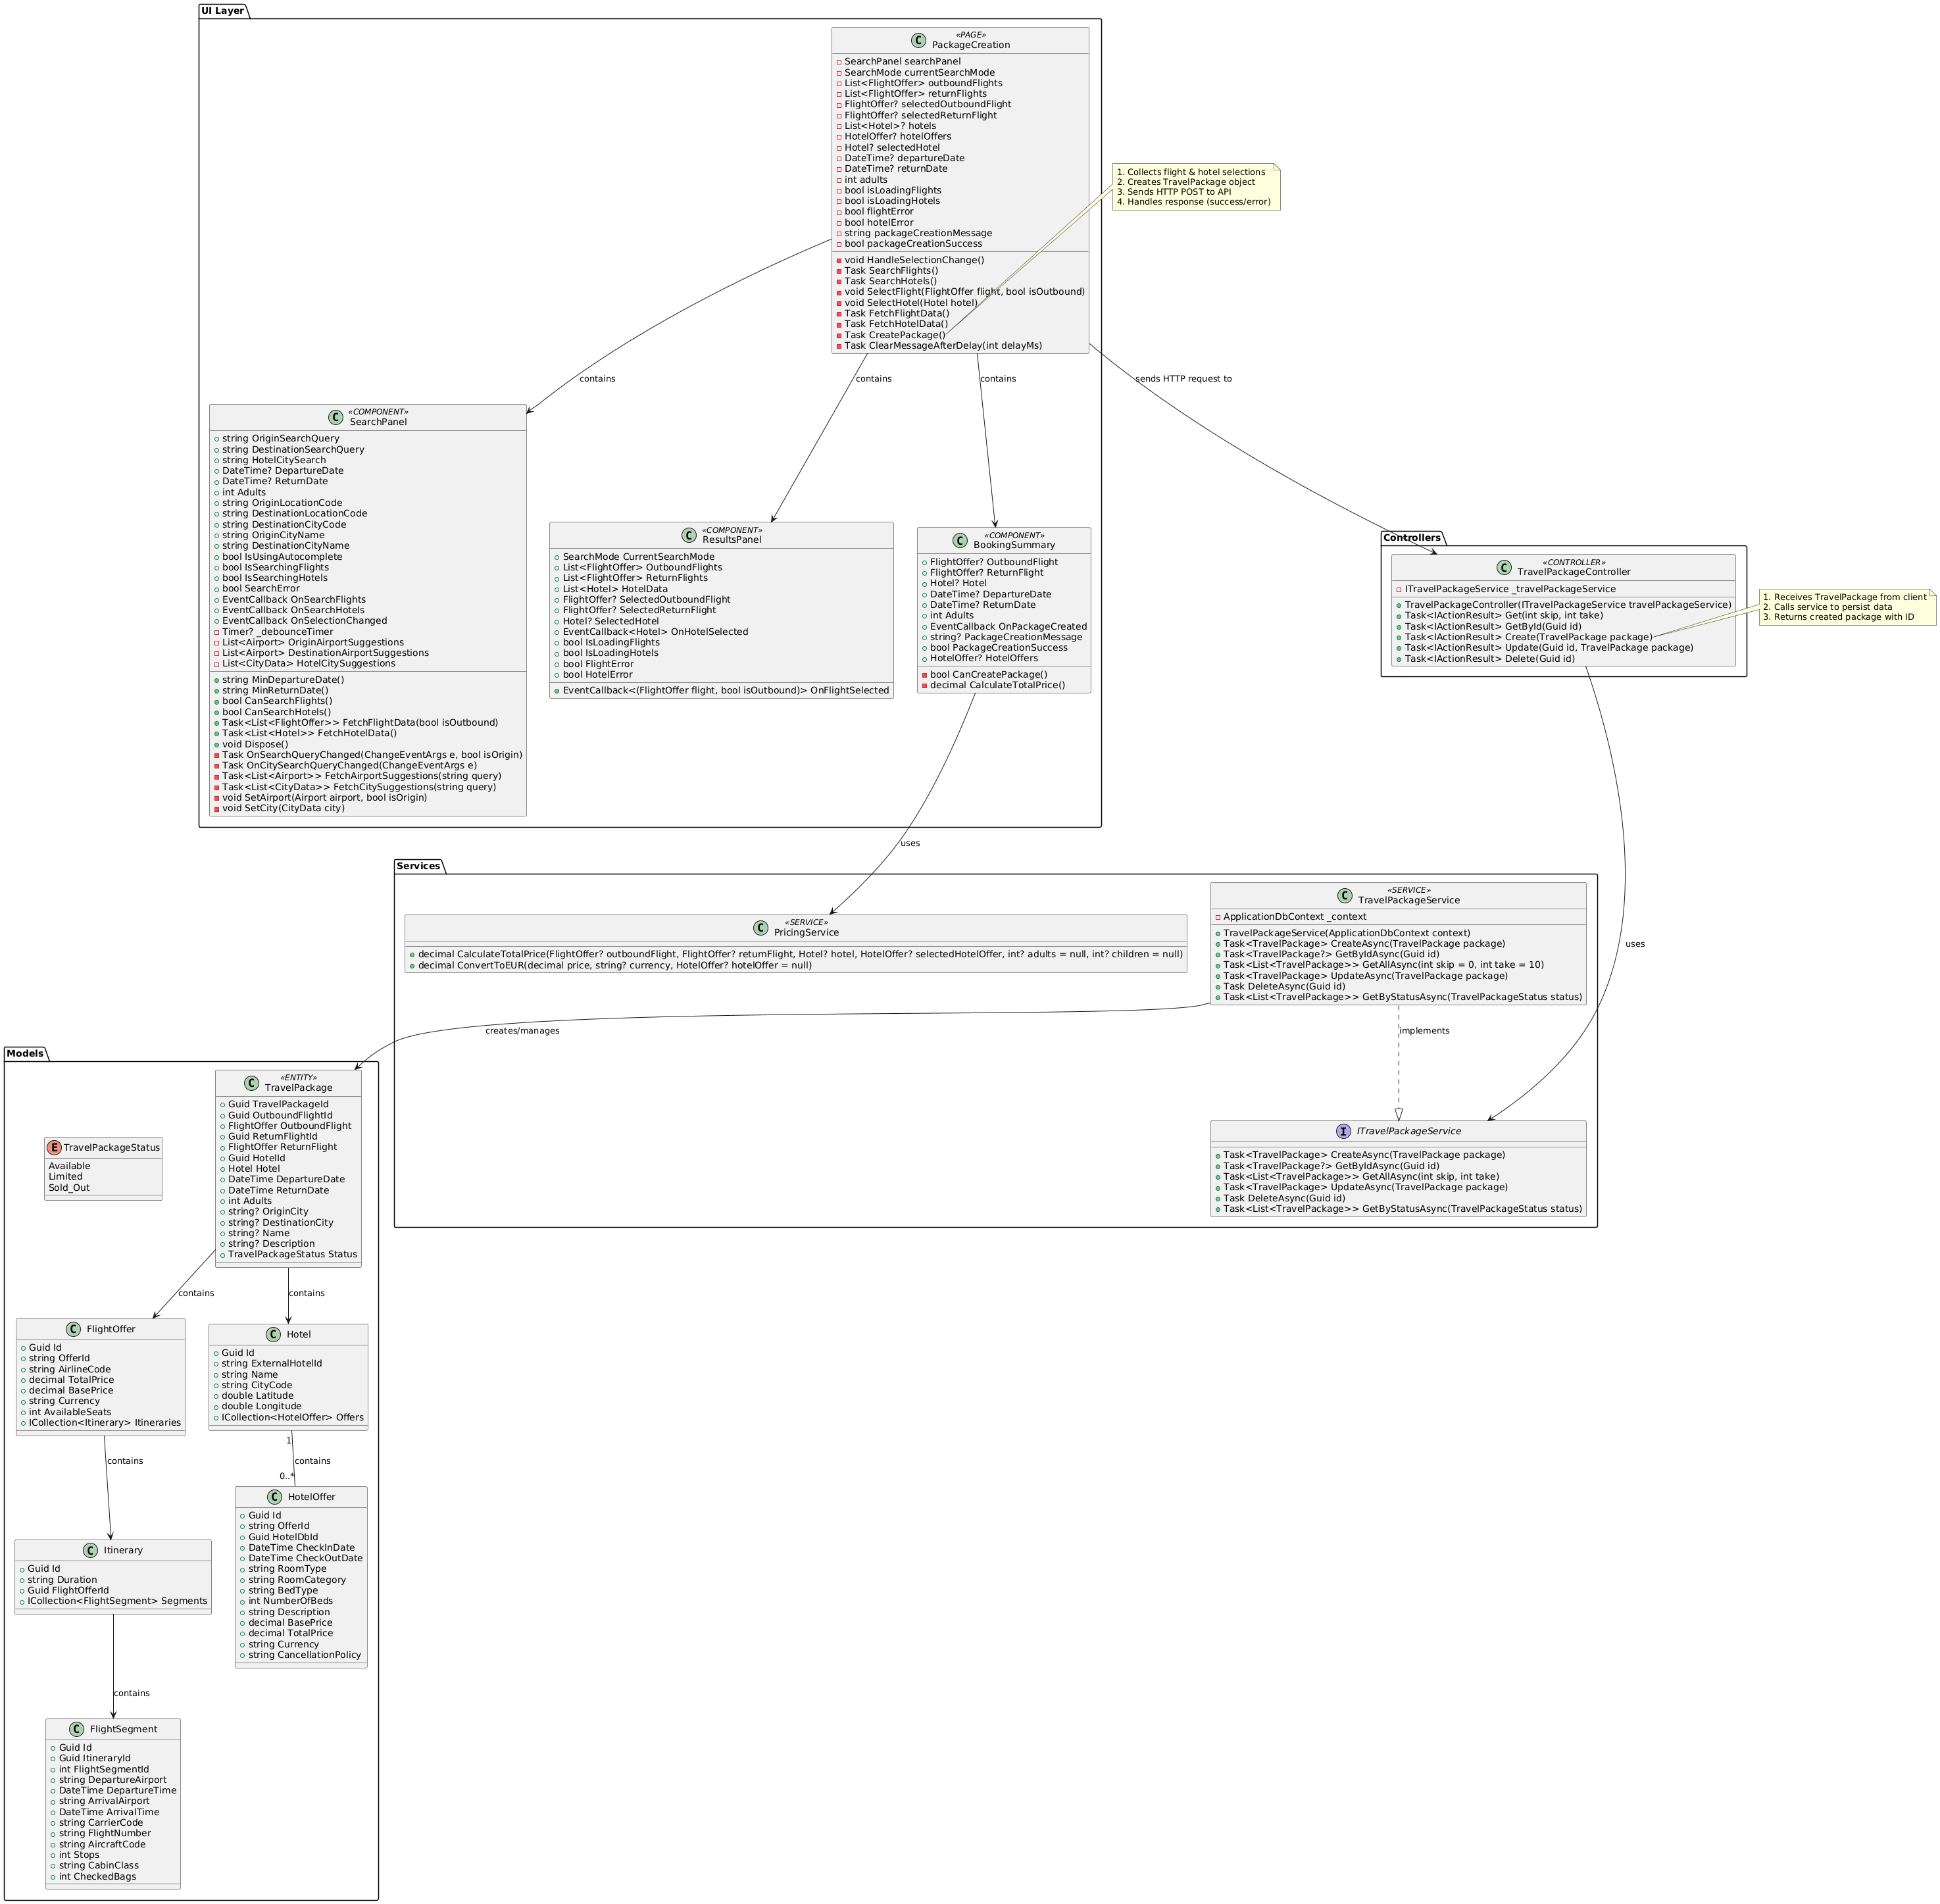 UI Layer
«PAGE»
PackageCreation
SearchPanel searchPanel
SearchMode currentSearchMode
List<FlightOffer> outboundFlights
List<FlightOffer> returnFlights
FlightOffer? selectedOutboundFlight
FlightOffer? selectedReturnFlight
List<Hotel>? hotels
HotelOffer? hotelOffers
Hotel? selectedHotel
DateTime? departureDate
DateTime? returnDate
int adults
bool isLoadingFlights
bool isLoadingHotels
bool flightError
bool hotelError
string packageCreationMessage
bool packageCreationSuccess
void HandleSelectionChange()
Task SearchFlights()
Task SearchHotels()
void SelectFlight(FlightOffer flight, bool isOutbound)
void SelectHotel(Hotel hotel)
Task FetchFlightData()
Task FetchHotelData()
Task CreatePackage()
Task ClearMessageAfterDelay(int delayMs)
1. Collects flight & hotel selections
2. Creates TravelPackage object
3. Sends HTTP POST to API
4. Handles response (success/error)
contains
contains
contains
sends HTTP request to
«COMPONENT»
SearchPanel
string OriginSearchQuery
string DestinationSearchQuery
string HotelCitySearch
DateTime? DepartureDate
DateTime? ReturnDate
int Adults
string OriginLocationCode
string DestinationLocationCode
string DestinationCityCode
string OriginCityName
string DestinationCityName
bool IsUsingAutocomplete
bool IsSearchingFlights
bool IsSearchingHotels
bool SearchError
EventCallback OnSearchFlights
EventCallback OnSearchHotels
EventCallback OnSelectionChanged
Timer? _debounceTimer
List<Airport> OriginAirportSuggestions
List<Airport> DestinationAirportSuggestions
List<CityData> HotelCitySuggestions
string MinDepartureDate()
string MinReturnDate()
bool CanSearchFlights()
bool CanSearchHotels()
Task<List<FlightOffer>> FetchFlightData(bool isOutbound)
Task<List<Hotel>> FetchHotelData()
void Dispose()
Task OnSearchQueryChanged(ChangeEventArgs e, bool isOrigin)
Task OnCitySearchQueryChanged(ChangeEventArgs e)
Task<List<Airport>> FetchAirportSuggestions(string query)
Task<List<CityData>> FetchCitySuggestions(string query)
void SetAirport(Airport airport, bool isOrigin)
void SetCity(CityData city)
«COMPONENT»
ResultsPanel
SearchMode CurrentSearchMode
List<FlightOffer> OutboundFlights
List<FlightOffer> ReturnFlights
List<Hotel> HotelData
FlightOffer? SelectedOutboundFlight
FlightOffer? SelectedReturnFlight
Hotel? SelectedHotel
EventCallback<Hotel> OnHotelSelected
bool IsLoadingFlights
bool IsLoadingHotels
bool FlightError
bool HotelError
EventCallback<(FlightOffer flight, bool isOutbound)> OnFlightSelected
«COMPONENT»
BookingSummary
FlightOffer? OutboundFlight
FlightOffer? ReturnFlight
Hotel? Hotel
DateTime? DepartureDate
DateTime? ReturnDate
int Adults
EventCallback OnPackageCreated
string? PackageCreationMessage
bool PackageCreationSuccess
HotelOffer? HotelOffers
bool CanCreatePackage()
decimal CalculateTotalPrice()
Controllers
«CONTROLLER»
TravelPackageController
ITravelPackageService _travelPackageService
TravelPackageController(ITravelPackageService travelPackageService)
Task<IActionResult> Get(int skip, int take)
Task<IActionResult> GetById(Guid id)
Task<IActionResult> Create(TravelPackage package)
Task<IActionResult> Update(Guid id, TravelPackage package)
Task<IActionResult> Delete(Guid id)
1. Receives TravelPackage from client
2. Calls service to persist data
3. Returns created package with ID
uses
uses
Services
«SERVICE»
PricingService
decimal CalculateTotalPrice(FlightOffer? outboundFlight, FlightOffer? returnFlight, Hotel? hotel, HotelOffer? selectedHotelOffer, int? adults = null, int? children = null)
decimal ConvertToEUR(decimal price, string? currency, HotelOffer? hotelOffer = null)
«SERVICE»
TravelPackageService
ApplicationDbContext _context
TravelPackageService(ApplicationDbContext context)
Task<TravelPackage> CreateAsync(TravelPackage package)
Task<TravelPackage?> GetByIdAsync(Guid id)
Task<List<TravelPackage>> GetAllAsync(int skip = 0, int take = 10)
Task<TravelPackage> UpdateAsync(TravelPackage package)
Task DeleteAsync(Guid id)
Task<List<TravelPackage>> GetByStatusAsync(TravelPackageStatus status)
creates/manages
implements
ITravelPackageService
Task<TravelPackage> CreateAsync(TravelPackage package)
Task<TravelPackage?> GetByIdAsync(Guid id)
Task<List<TravelPackage>> GetAllAsync(int skip, int take)
Task<TravelPackage> UpdateAsync(TravelPackage package)
Task DeleteAsync(Guid id)
Task<List<TravelPackage>> GetByStatusAsync(TravelPackageStatus status)
Models
TravelPackageStatus
Available
Limited
Sold_Out
«ENTITY»
TravelPackage
Guid TravelPackageId
Guid OutboundFlightId
FlightOffer OutboundFlight
Guid ReturnFlightId
FlightOffer ReturnFlight
Guid HotelId
Hotel Hotel
DateTime DepartureDate
DateTime ReturnDate
int Adults
string? OriginCity
string? DestinationCity
string? Name
string? Description
TravelPackageStatus Status
contains
contains
FlightOffer
Guid Id
string OfferId
string AirlineCode
decimal TotalPrice
decimal BasePrice
string Currency
int AvailableSeats
ICollection<Itinerary> Itineraries
Hotel
Guid Id
string ExternalHotelId
string Name
string CityCode
double Latitude
double Longitude
ICollection<HotelOffer> Offers
contains
1
contains
0..*
HotelOffer
Guid Id
string OfferId
Guid HotelDbId
DateTime CheckInDate
DateTime CheckOutDate
string RoomType
string RoomCategory
string BedType
int NumberOfBeds
string Description
decimal BasePrice
decimal TotalPrice
string Currency
string CancellationPolicy
Itinerary
Guid Id
string Duration
Guid FlightOfferId
ICollection<FlightSegment> Segments
contains
FlightSegment
Guid Id
Guid ItineraryId
int FlightSegmentId
string DepartureAirport
DateTime DepartureTime
string ArrivalAirport
DateTime ArrivalTime
string CarrierCode
string FlightNumber
string AircraftCode
int Stops
string CabinClass
int CheckedBags